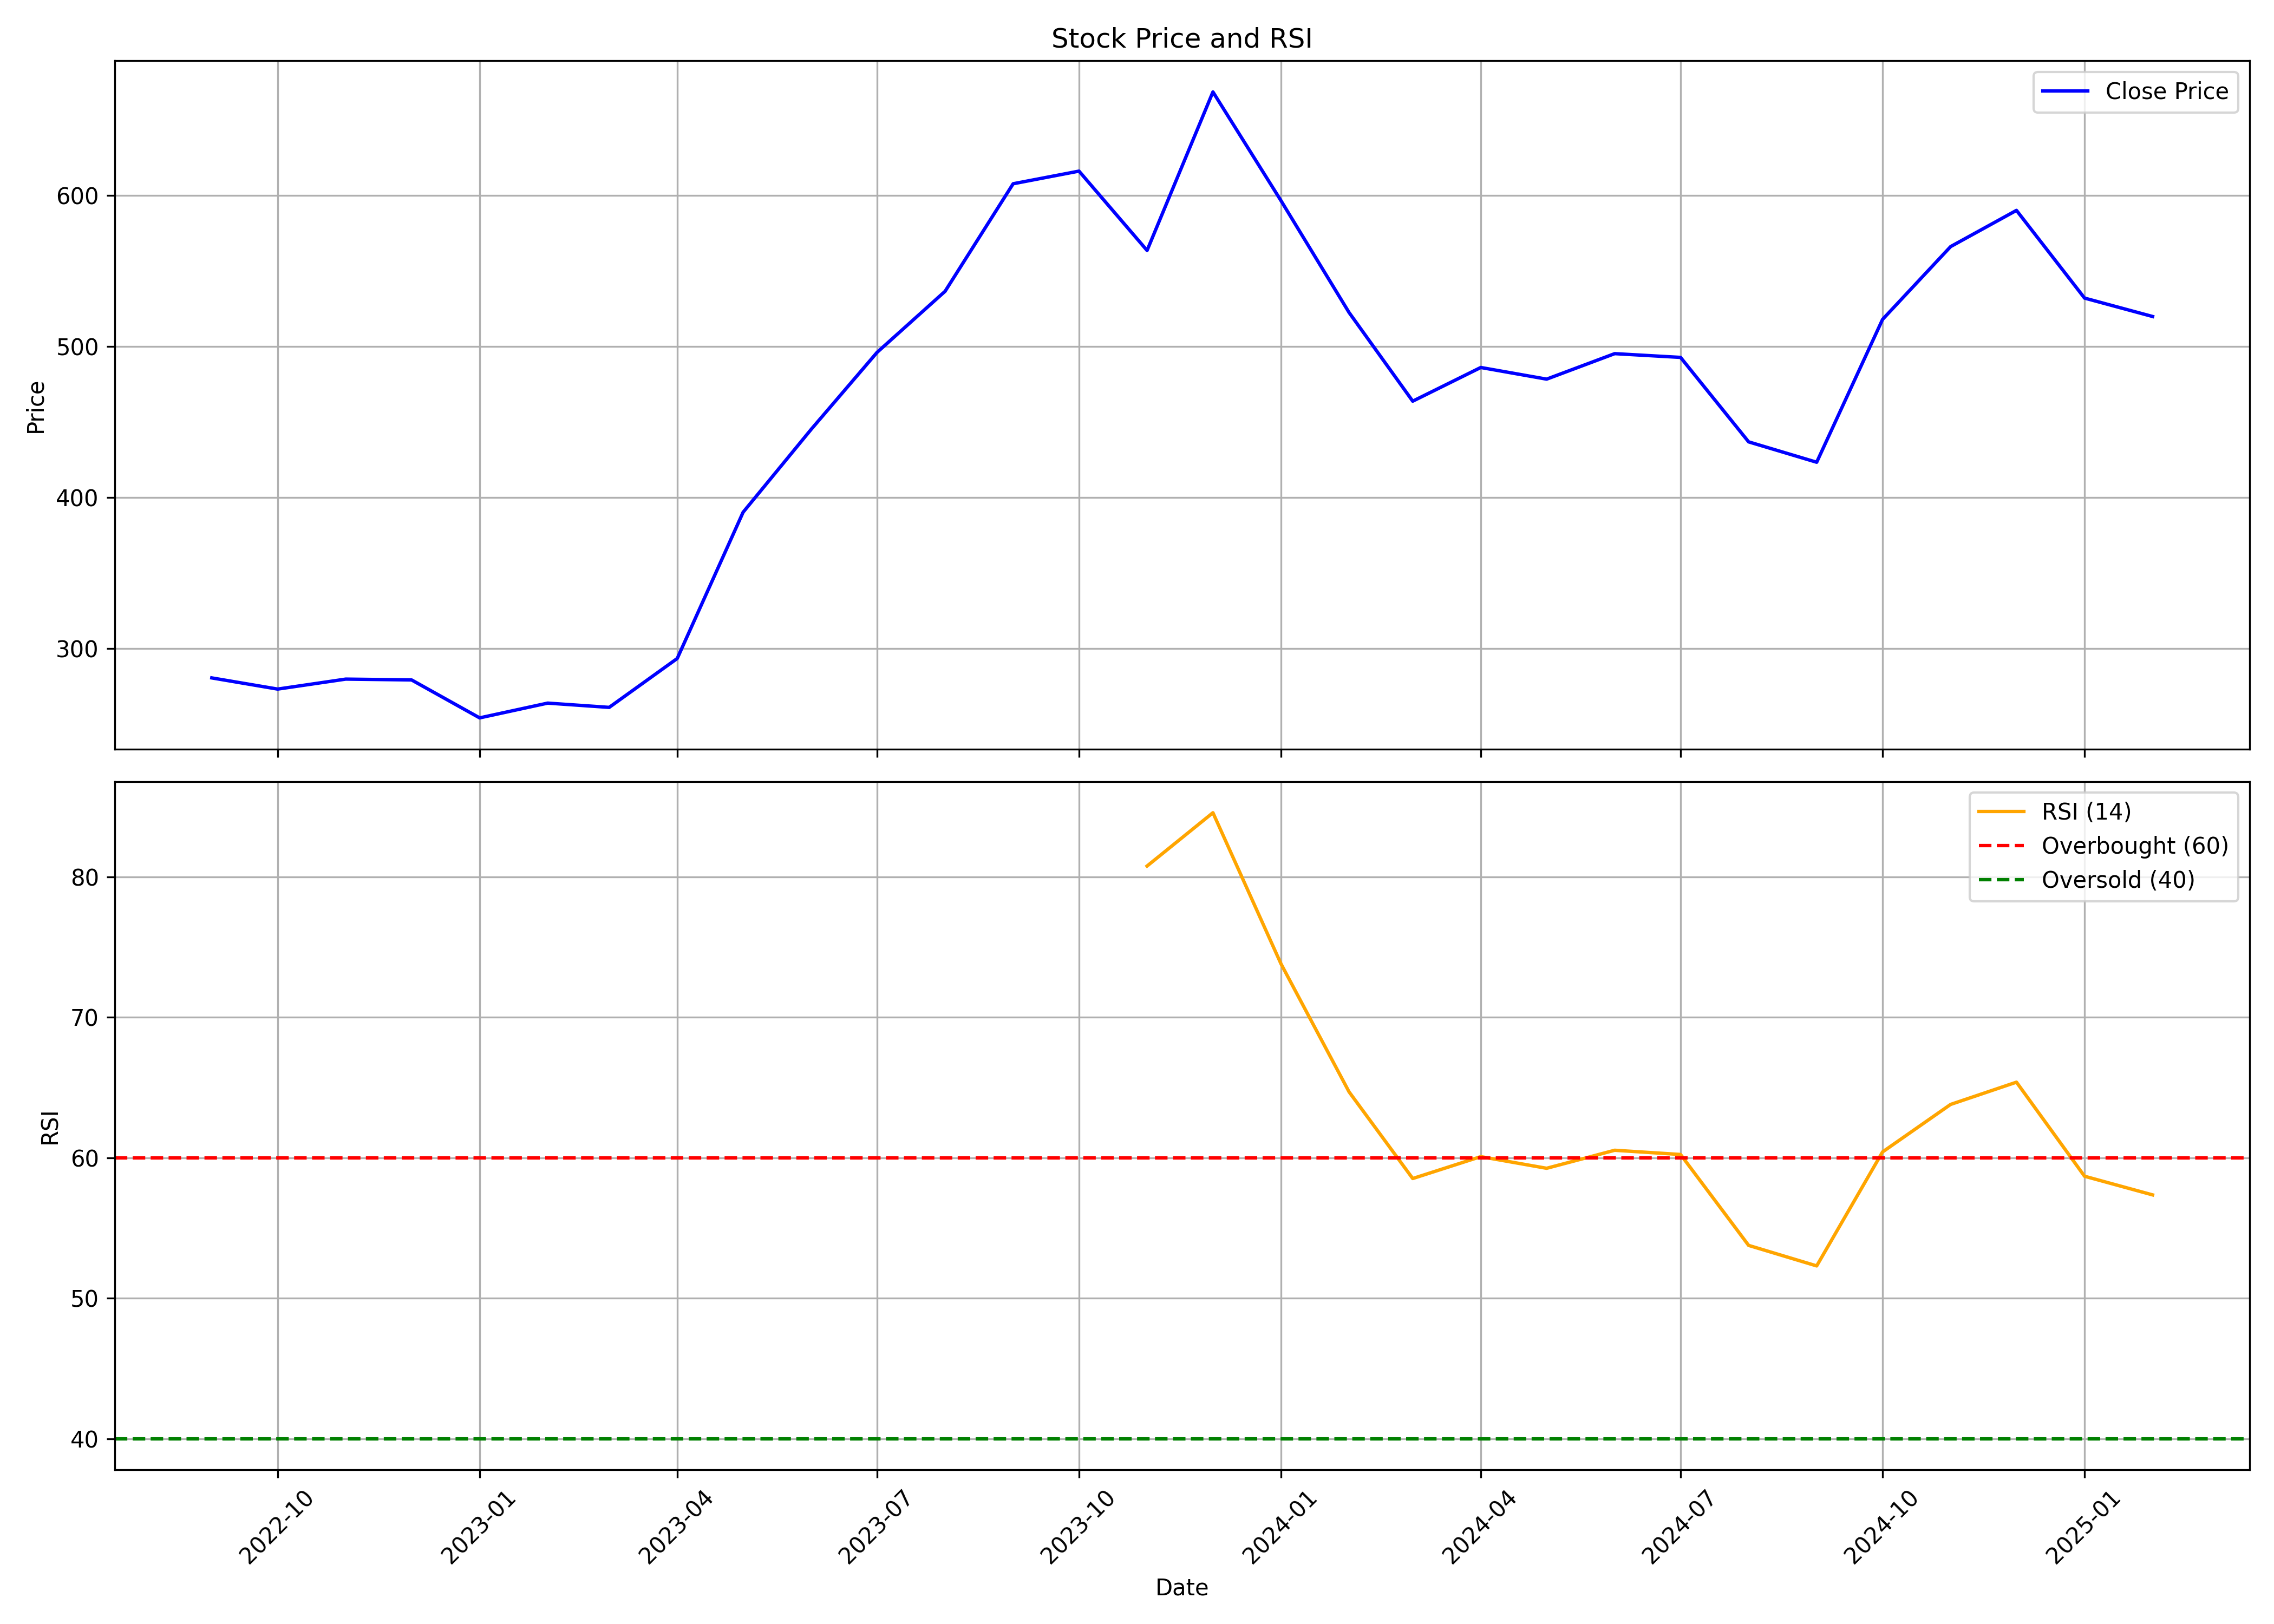 Stock Price and RSI
Close Price
600
500
400
300
Price
RSI (14)
Overbought (60)
Oversold (40)
80
70
60
50
40
RSI
2022-10
2023-01
2023-04
2023-07
2023-10
2024-01
2024-04
2024-07
2024-10
2025-01
Date